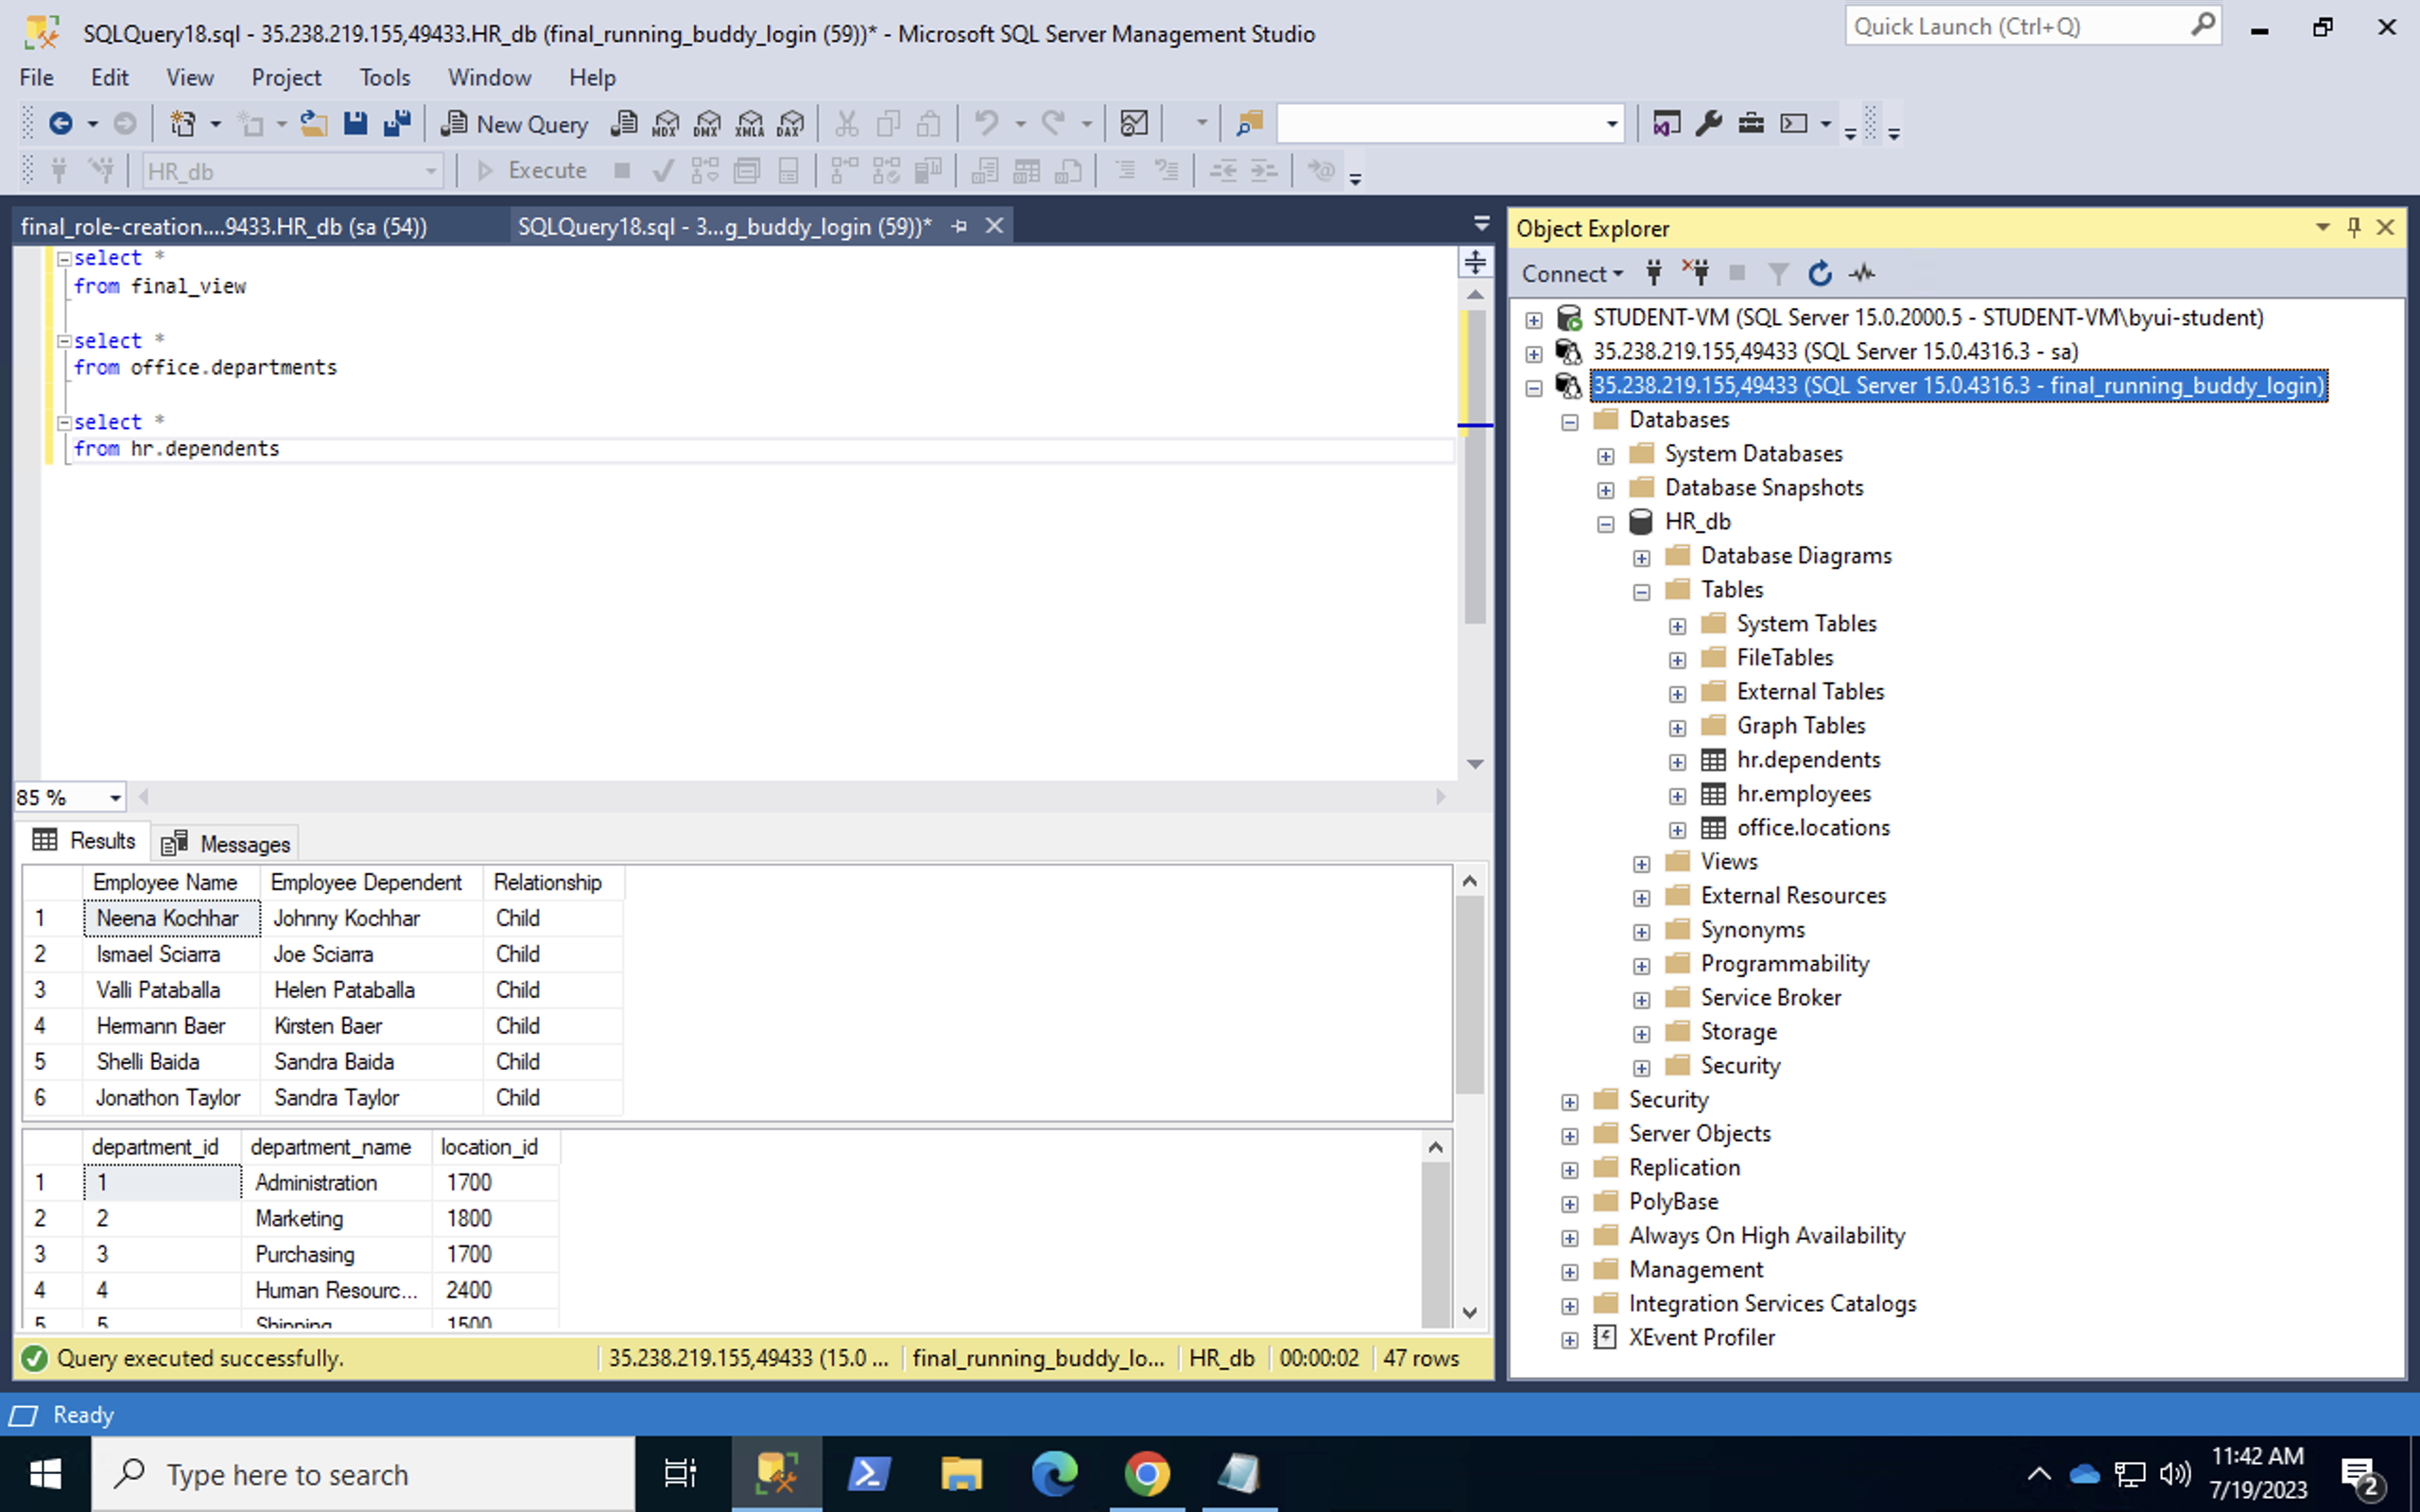 SQLQuery18.sql - 35.238.219.155,49433.HR_db (final_running_buddy_login (59))* - Microsoft SQL Server Management Studio
Quick Launch (Ctrl+Q)
File Edit View Project Tools Window Help
New Query MDX DMX XMLA DAX
HR_db Execute
final_role-creation....9433.HR_db (sa (54))
SQLQuery18.sql - 3...g_buddy_login (59))*
select *
from final_view
select *
from office.departments
select *
from hr.dependents
85 %
Results Messages
Employee Name Employee Dependent Relationship
1 Neena Kochhar Johnny Kochhar Child
2 Ismael Sciarra Joe Sciarra Child
3 Valli Pataballa Helen Pataballa Child
4 Hermann Baer Kirsten Baer Child
5 Shelli Baida Sandra Baida Child
6 Jonathon Taylor Sandra Taylor Child
department_id department_name location_id
1 1 Administration 1700
2 2 Marketing 1800
3 3 Purchasing 1700
4 4 Human Resourc... 2400
5 5 Shipping 1500
Query executed successfully. 35.238.219.155,49433 (15.0 ... final_running_buddy_lo... HR_db 00:00:02 47 rows
Object Explorer
Connect
STUDENT-VM (SQL Server 15.0.2000.5 - STUDENT-VM\byui-student)
35.238.219.155,49433 (SQL Server 15.0.4316.3 - sa)
35.238.219.155,49433 (SQL Server 15.0.4316.3 - final_running_buddy_login)
Databases
System Databases
Database Snapshots
HR_db
Database Diagrams
Tables
System Tables
FileTables
External Tables
Graph Tables
hr.dependents
hr.employees
office.locations
Views
External Resources
Synonyms
Programmability
Service Broker
Storage
Security
Security
Server Objects
Replication
PolyBase
Always On High Availability
Management
Integration Services Catalogs
XEvent Profiler
Ready
Type here to search
11:42 AM
7/19/2023
2